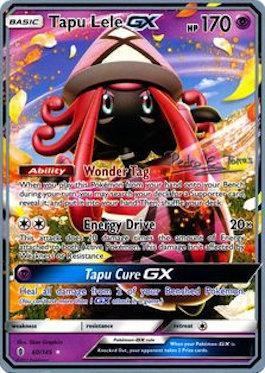 BASIC Tapu Lele GX HP 170
Pedro E. Torres
Ability Wonder Tag
When you play this Pokémon from your hand onto your Bench
during your turn, you may search your deck for a Supporter card,
reveal it, and put it into your hand. Then, shuffle your deck.
Energy Drive 20×
This attack does 20 damage times the amount of Energy
attached to both Active Pokémon. This damage isn't affected by
Weakness or Resistance.
Tapu Cure GX
Heal all damage from 2 of your Benched Pokémon.
(You can't use more than 1 GX attack in a game.)
weakness resistance retreat
Pokémon-GX rule
When your Pokémon-GX is
Knocked Out, your opponent takes 2 Prize cards.
60/145